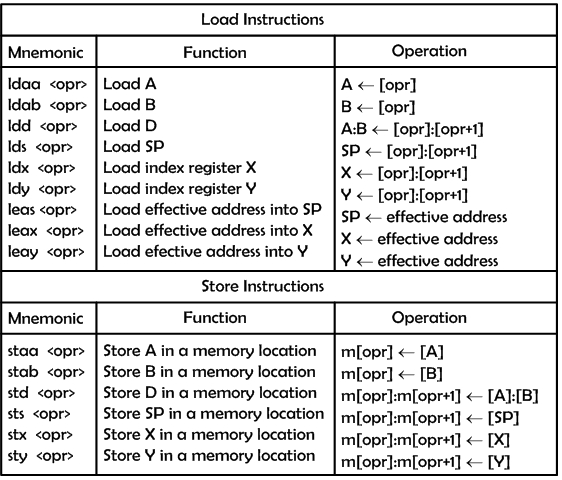 Load Instructions
Mnemonic Function Operation
ldaa <opr> Load A A ← [opr]
ldab <opr> Load B B ← [opr]
ldd <opr> Load D A:B ← [opr]:[opr+1]
lds <opr> Load SP SP ← [opr]:[opr+1]
ldx <opr> Load index register X X ← [opr]:[opr+1]
ldy <opr> Load index register Y Y ← [opr]:[opr+1]
leas <opr> Load effective address into SP SP ← effective address
leax <opr> Load effective address into X X ← effective address
leay <opr> Load efective address into Y Y ← effective address
Store Instructions
Mnemonic Function Operation
staa <opr> Store A in a memory location m[opr] ← [A]
stab <opr> Store B in a memory location m[opr] ← [B]
std <opr> Store D in a memory location m[opr]:m[opr+1] ← [A]:[B]
sts <opr> Store SP in a memory location m[opr]:m[opr+1] ← [SP]
stx <opr> Store X in a memory location m[opr]:m[opr+1] ← [X]
sty <opr> Store Y in a memory location m[opr]:m[opr+1] ← [Y]